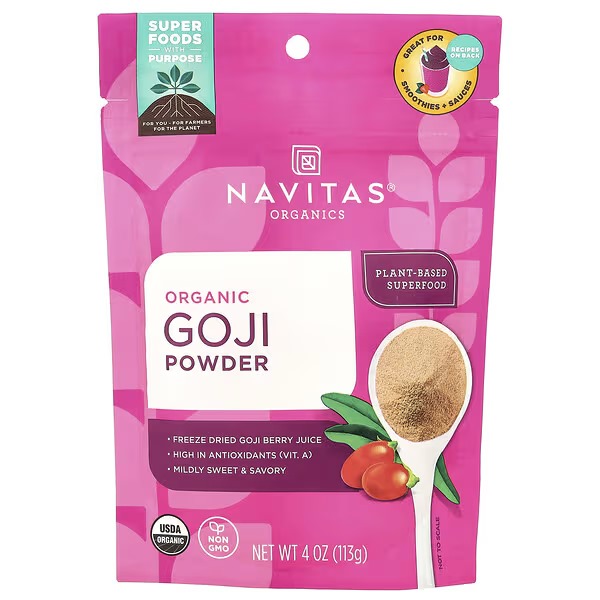 SUPER
FOODS
WITH
PURPOSE
FOR YOU • FOR FARMERS
FOR THE PLANET
GREAT FOR
RECIPES
ON BACK
SMOOTHIES + SAUCES
NAVITAS®
ORGANICS
PLANT-BASED
SUPERFOOD
ORGANIC
GOJI
POWDER
• FREEZE DRIED GOJI BERRY JUICE
• HIGH IN ANTIOXIDANTS (VIT. A)
• MILDLY SWEET & SAVORY
USDA
ORGANIC
NON
GMO
NET WT 4 OZ (113g)
NOT TO SCALE